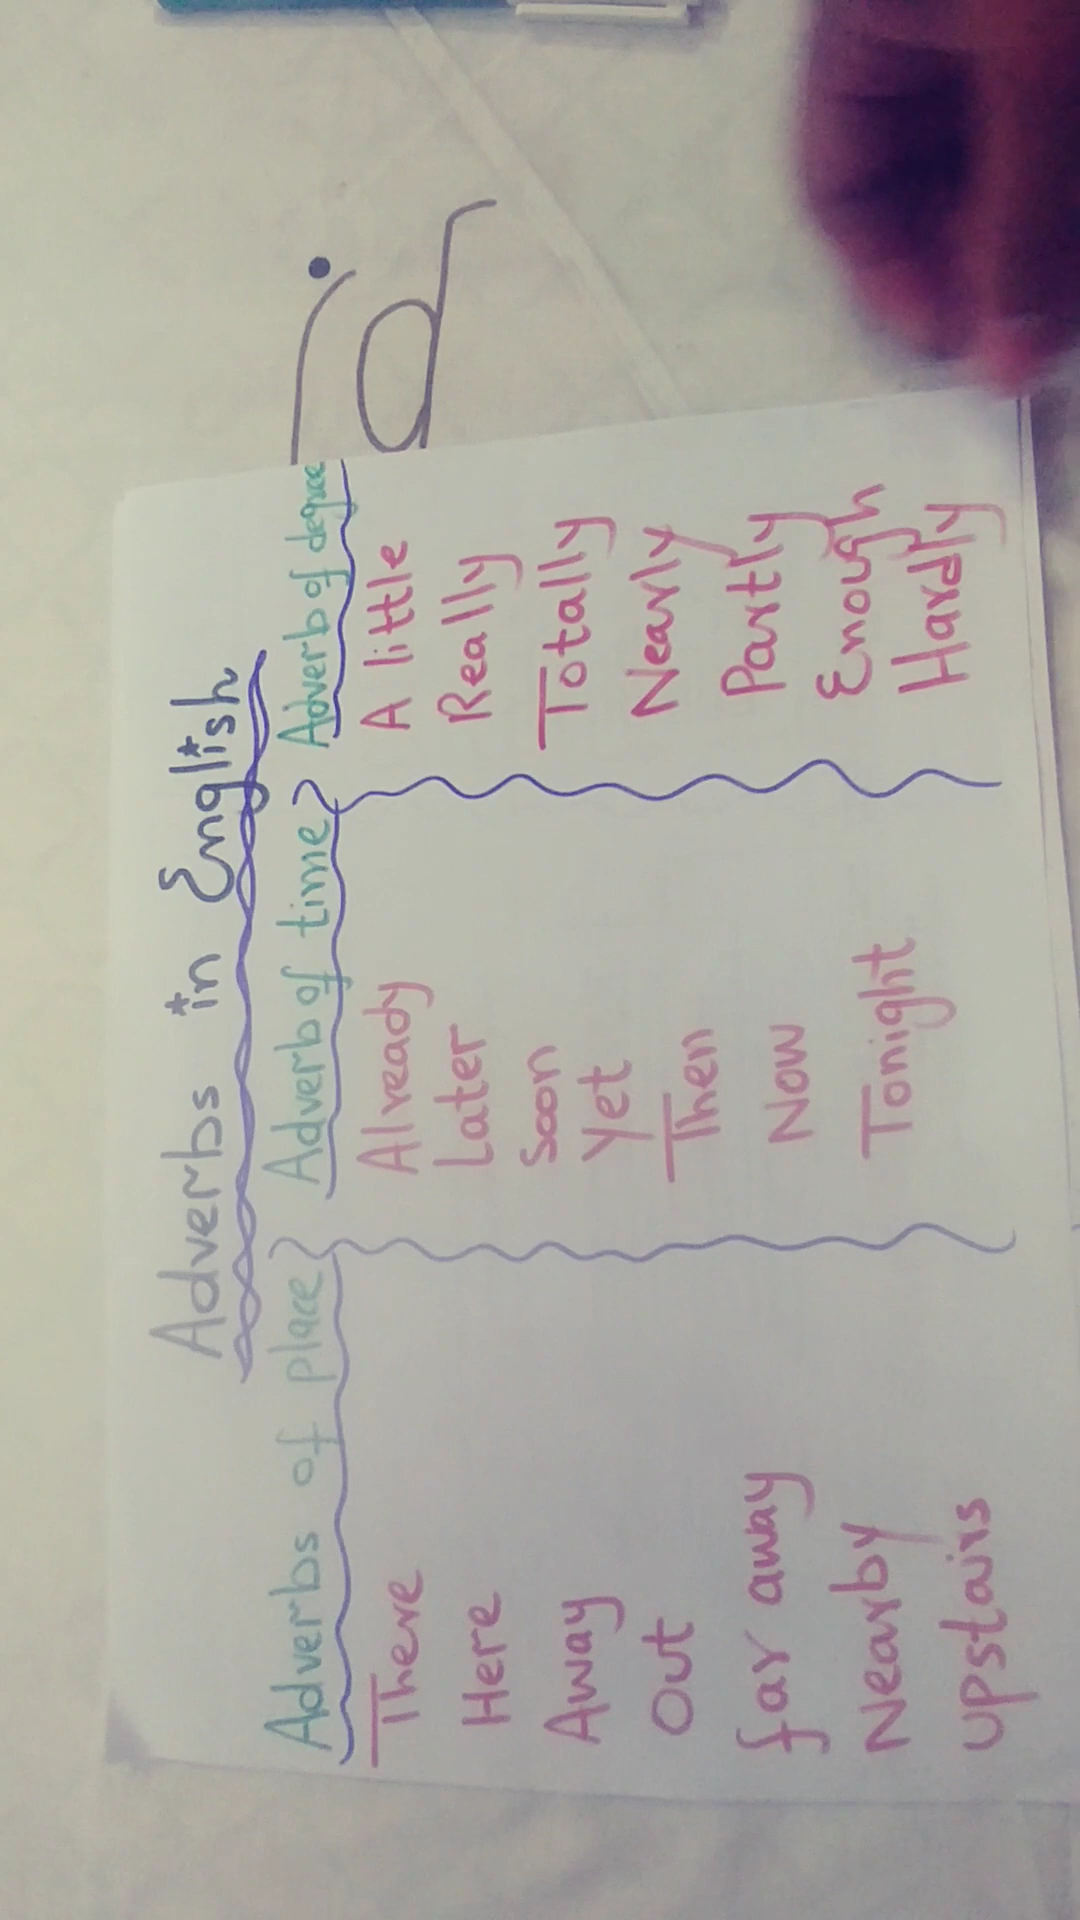 Adverbs in English
Adverbs of place
There
Here
Away
Out
far away
Nearby
upstairs
Adverb of time
Already
Later
Soon
Yet
Then
Now
Tonight
Adverb of degree
A little
Really
Totally
Nearly
Partly
Enough
Hardly